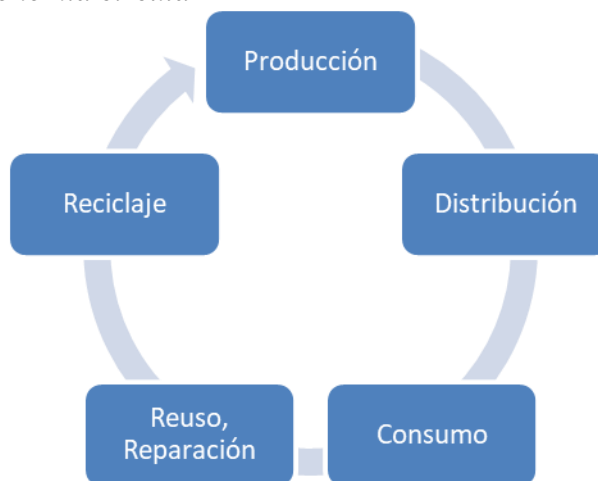 Producción
Distribución
Consumo
Reuso,
Reparación
Reciclaje